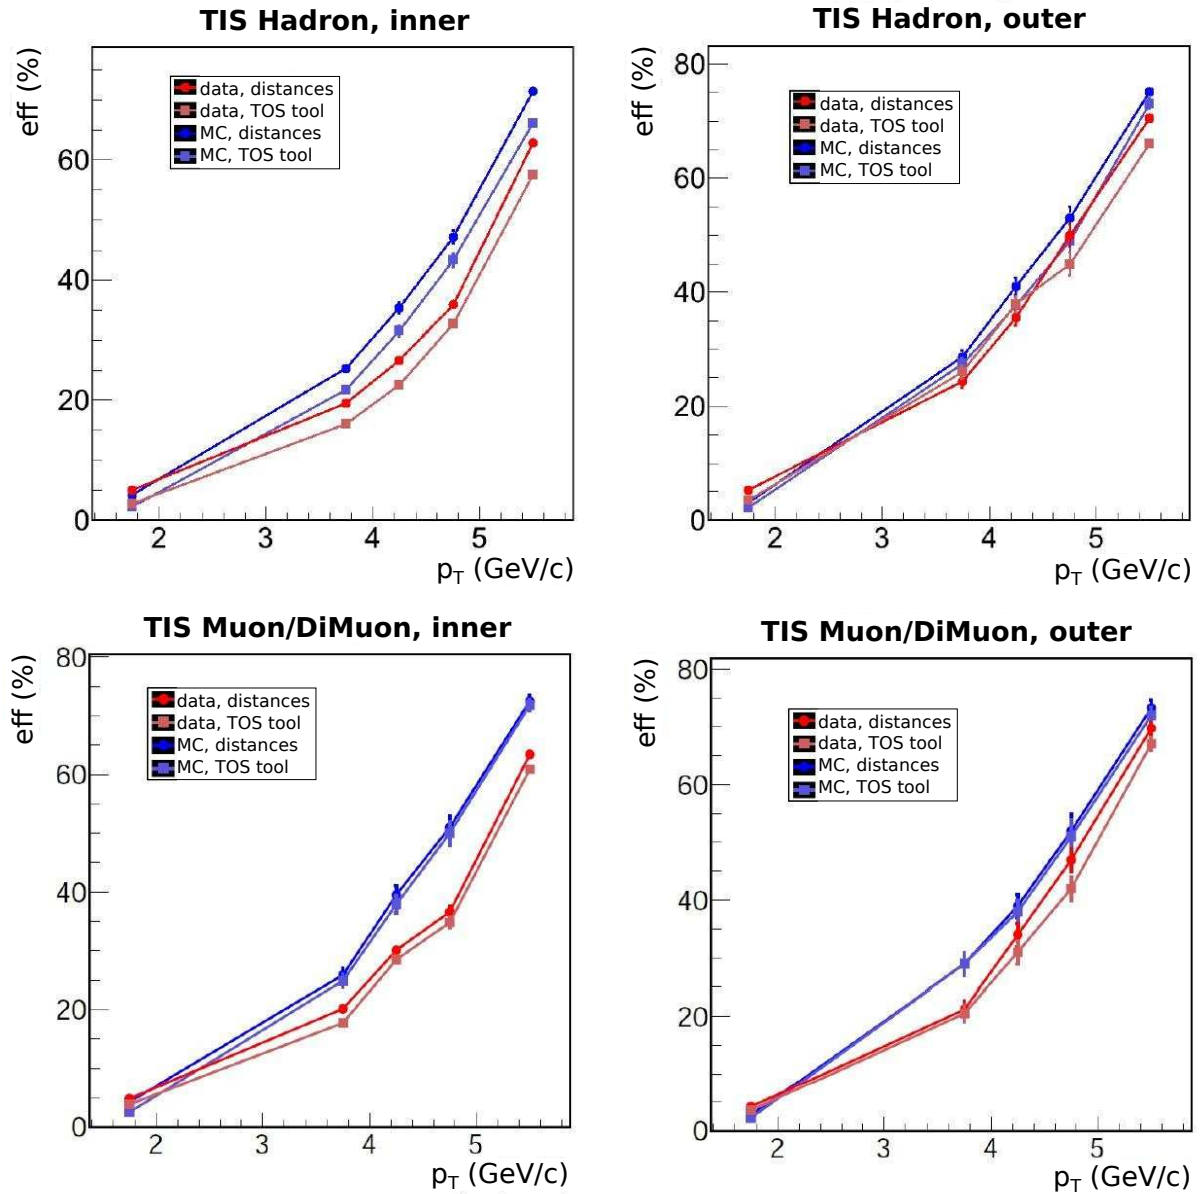 TIS Hadron, inner
eff (%)
data, distances
data, TOS tool
MC, distances
MC, TOS tool
60
40
20
0
2 3 4 5
pT (GeV/c)
TIS Hadron, outer
eff (%)
data, distances
data, TOS tool
MC, distances
MC, TOS tool
80
60
40
20
0
2 3 4 5
pT (GeV/c)
TIS Muon/DiMuon, inner
eff (%)
data, distances
data, TOS tool
MC, distances
MC, TOS tool
80
60
40
20
0
2 3 4 5
pT (GeV/c)
TIS Muon/DiMuon, outer
eff (%)
data, distances
data, TOS tool
MC, distances
MC, TOS tool
80
60
40
20
0
2 3 4 5
pT (GeV/c)